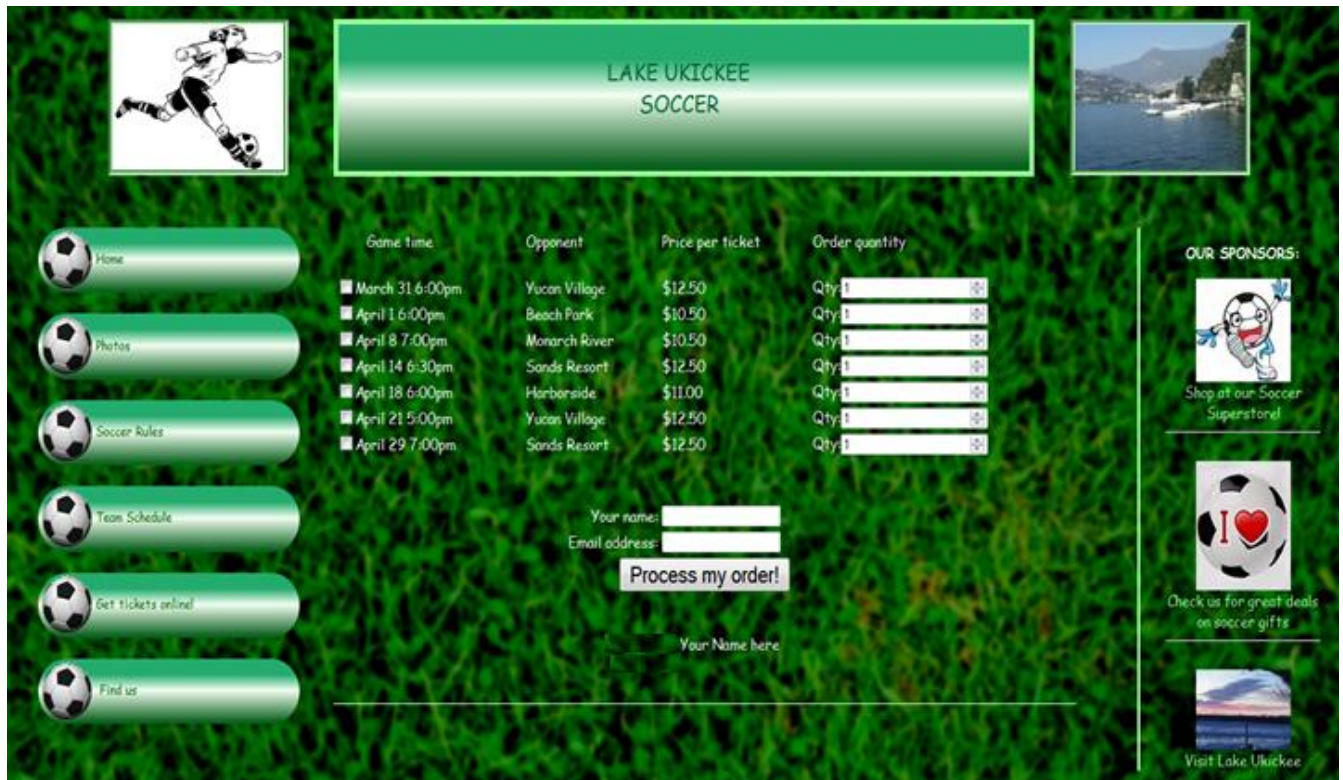 LAKE UKICKEE
SOCCER
Home
Photos
Soccer Rules
Team Schedule
Get tickets online!
Find us
Game time Opponent Price per ticket Order quantity
March 31 6:00pm Yucan Village $12.50 Qty: 1
April 1 6:00pm Beach Park $10.50 Qty: 1
April 8 7:00pm Monarch River $10.50 Qty: 1
April 14 6:30pm Sands Resort $12.50 Qty: 1
April 18 6:00pm Harborside $11.00 Qty: 1
April 21 5:00pm Yucan Village $12.50 Qty: 1
April 29 7:00pm Sands Resort $12.50 Qty: 1
Your name:
Email address:
Process my order!
Your Name here
OUR SPONSORS:
Shop at our Soccer
Superstore!
I
Check us for great deals
on soccer gifts
Visit Lake Ukickee